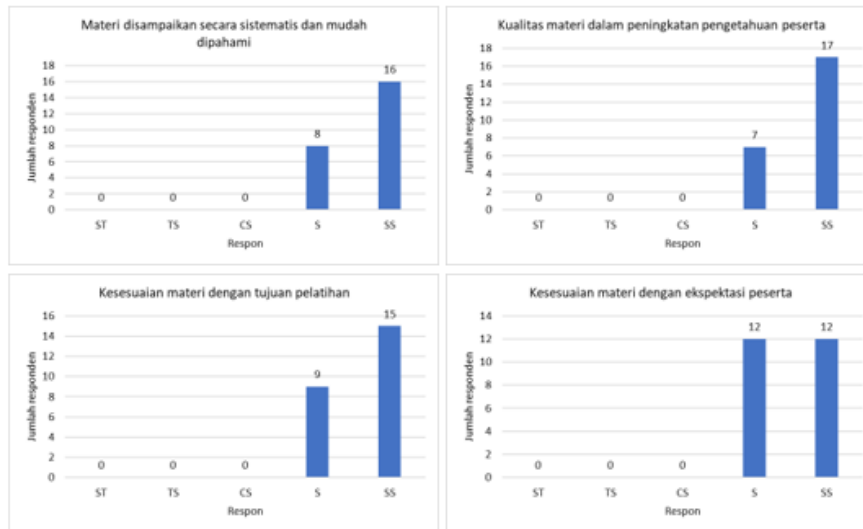 Materi disampaikan secara sistematis dan mudah
dipahami
18
16
14
12
10
8
6
4
2
0
Jumlah responden
0
0
0
8
16
ST
TS
CS
S
SS
Respon
Kualitas materi dalam peningkatan pengetahuan peserta
18
16
14
12
10
8
6
4
2
0
Jumlah responden
0
0
0
7
17
ST
TS
CS
S
SS
Respon
Kesesuaian materi dengan tujuan pelatihan
16
14
12
10
8
6
4
2
0
Jumlah responden
0
0
0
9
15
ST
TS
CS
S
SS
Respon
Kesesuaian materi dengan ekspektasi peserta
14
12
10
8
6
4
2
0
Jumlah responden
0
0
0
12
12
ST
TS
CS
S
SS
Respon